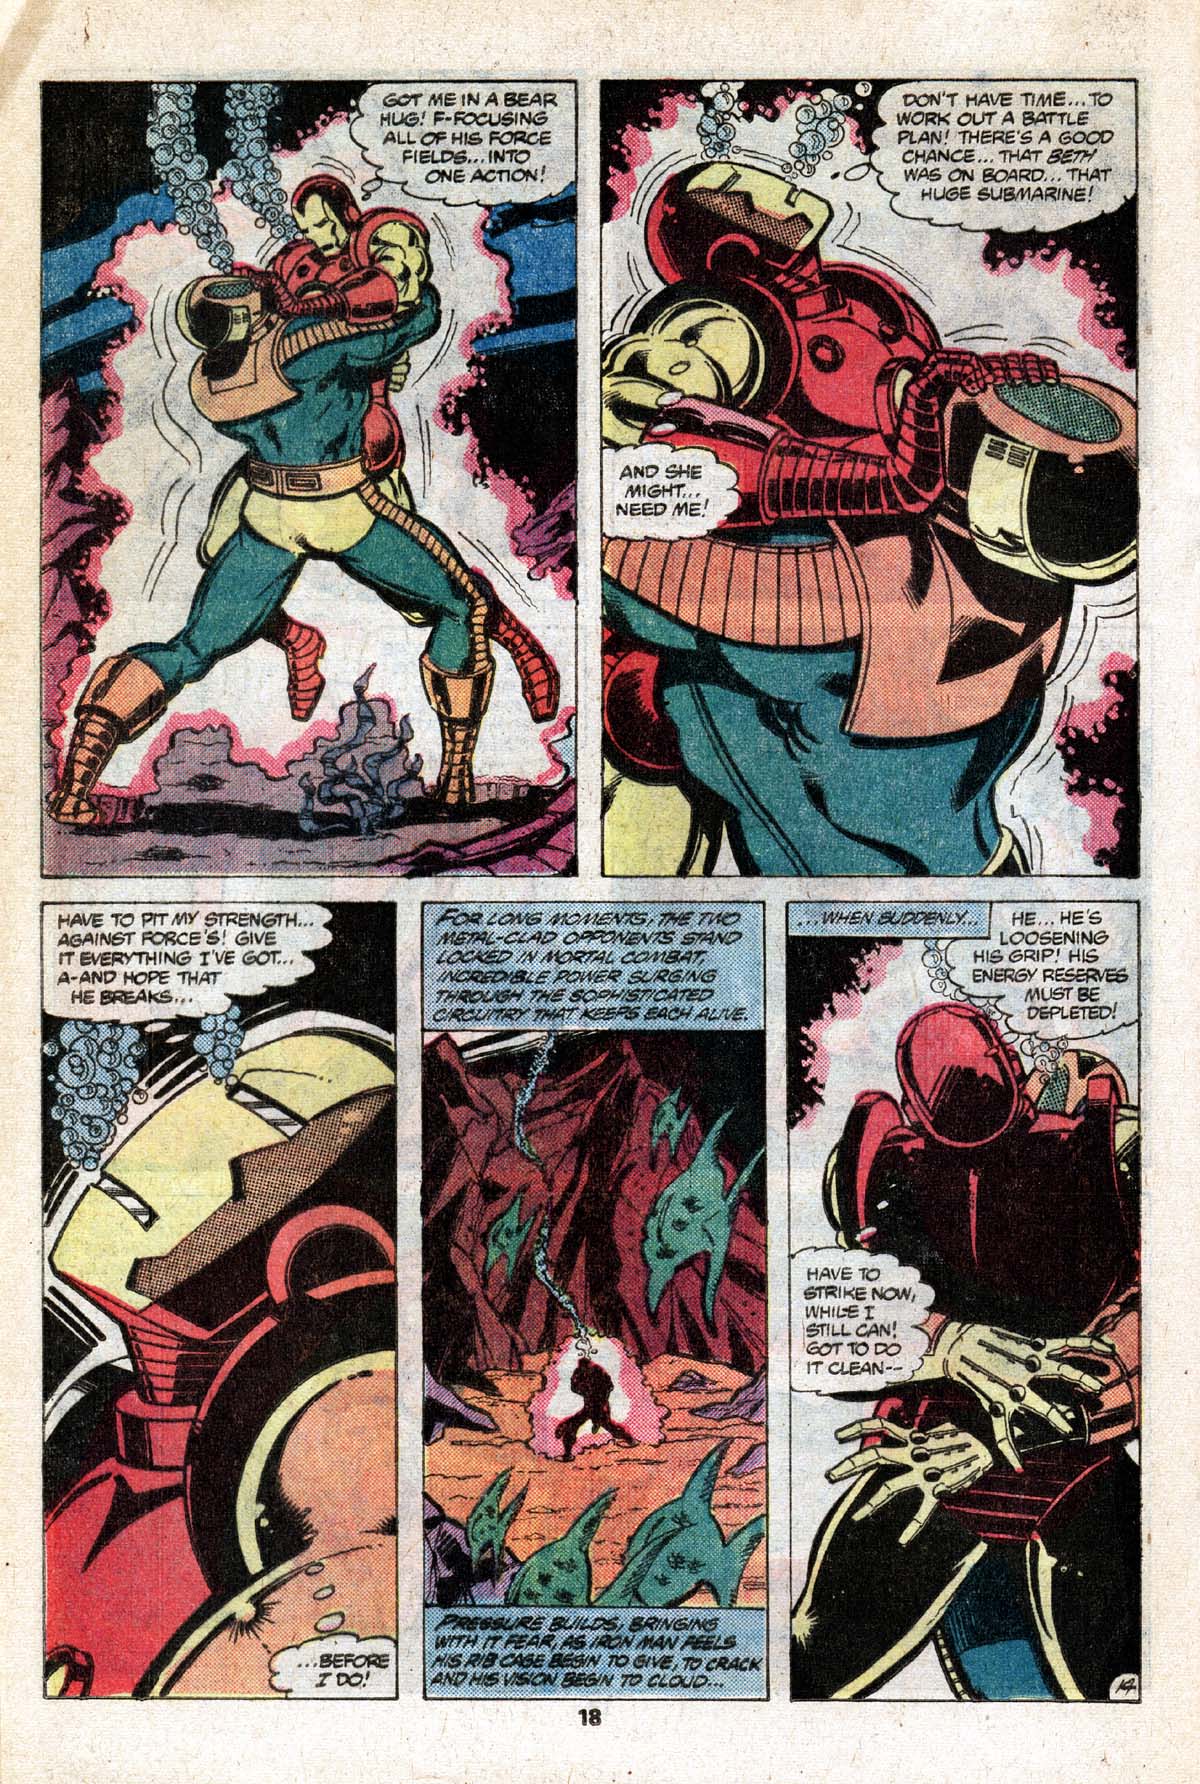 GOT ME IN A BEAR
HUG! F-FOCUSING
ALL OF HIS FORCE
FIELDS... INTO
ONE ACTION!
DON'T HAVE TIME... TO
WORK OUT A BATTLE
PLAN! THERE'S A GOOD
CHANCE... THAT BETH
WAS ON BOARD... THAT
HUGE SUBMARINE!
AND SHE
MIGHT...
NEED ME!
HAVE TO PIT MY STRENGTH...
AGAINST FORCE'S! GIVE
IT EVERYTHING I'VE GOT...
A-AND HOPE THAT
HE BREAKS...
...BEFORE
I DO!
FOR LONG MOMENTS, THE TWO
METAL-CLAD OPPONENTS STAND
LOCKED IN MORTAL COMBAT,
INCREDIBLE POWER SURGING
THROUGH THE SOPHISTICATED
CIRCUITRY THAT KEEPS EACH ALIVE.
PRESSURE BUILDS, BRINGING
WITH IT FEAR, AS IRON MAN FEELS
HIS RIB CAGE BEGIN TO GIVE, TO CRACK
AND HIS VISION BEGIN TO CLOUD...
...WHEN SUDDENLY...
HE... HE'S
LOOSENING
HIS GRIP! HIS
ENERGY RESERVES
MUST BE
DEPLETED!
HAVE TO
STRIKE NOW,
WHILE I
STILL CAN!
GOT TO DO
IT CLEAN--
14
18